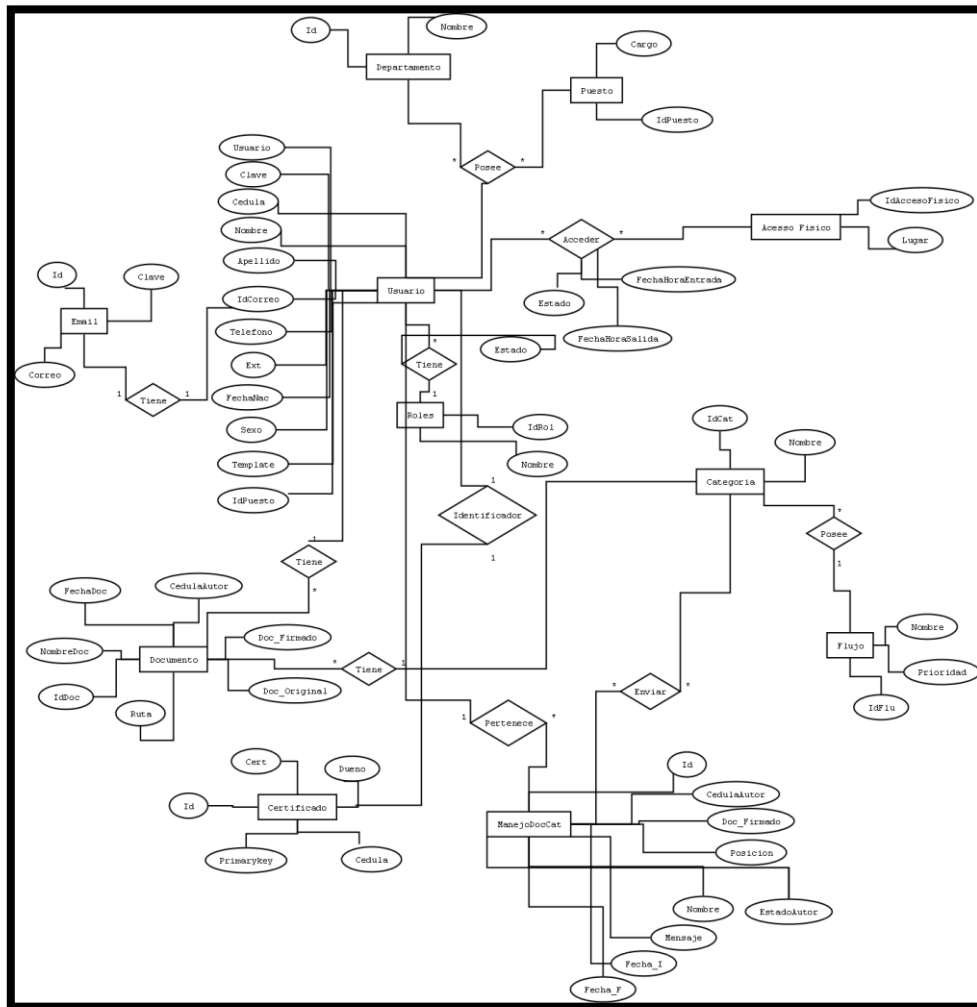 Id
Nombre
Departamento
Cargo
Puesto
IdPuesto
*
Posee
*
Usuario
Clave
Cedula
Nombre
Apellido
IdCorreo
Telefono
Ext
FechaNac
Sexo
Template
IdPuesto
Usuario
*
Acceder
*
Acesso Fisico
IdAccesoFisico
Lugar
Estado
FechaHoraEntrada
FechaHoraSalida
Id
Clave
Email
Correo
1
Tiene
1
Estado
*
Tiene
1
Roles
IdRol
Nombre
1
Identificador
1
IdCat
Nombre
Categoria
*
Posee
1
Flujo
Nombre
Prioridad
IdFlu
1
Tiene
*
FechaDoc
CedulaAutor
NombreDoc
Documento
Doc_Firmado
IdDoc
Doc_Original
Ruta
*
Tiene
1
*
Enviar
*
1
Pertenece
*
Cert
Dueno
Id
Certificado
Primarykey
Cedula
ManejoDocCat
Id
CedulaAutor
Doc_Firmado
Posicion
Nombre
EstadoAutor
Mensaje
Fecha_I
Fecha_F